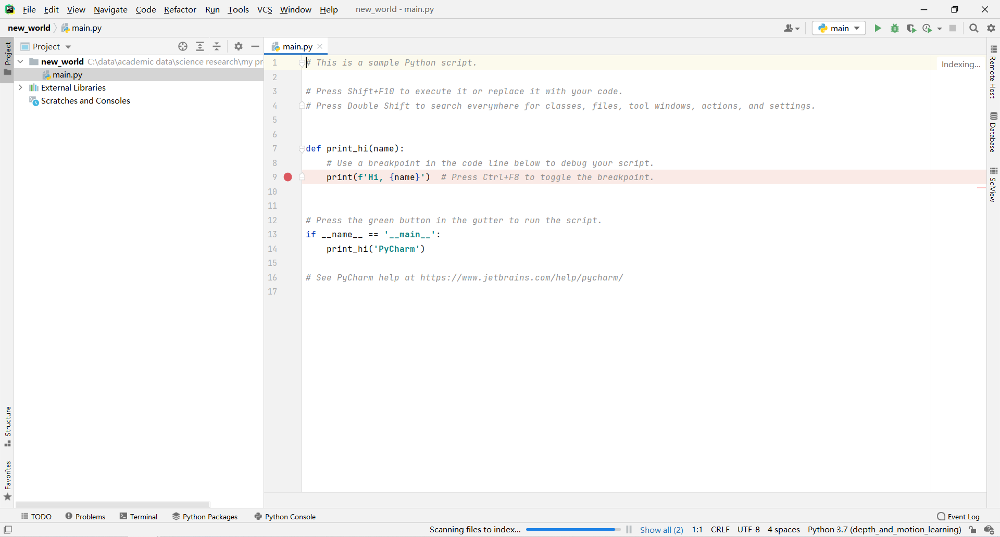 File Edit View Navigate Code Refactor Run Tools VCS Window Help new_world - main.py
new_world main.py
main
Project
main.py
Project
new_world C:\data\academic data\science research\my pr
main.py
External Libraries
Scratches and Consoles
Structure
Favorites
1 # This is a sample Python script.
2
3 # Press Shift+F10 to execute it or replace it with your code.
4 # Press Double Shift to search everywhere for classes, files, tool windows, actions, and settings.
5
6
7 def print_hi(name):
8 # Use a breakpoint in the code line below to debug your script.
9 print(f'Hi, {name}')  # Press Ctrl+F8 to toggle the breakpoint.
10
11
12 # Press the green button in the gutter to run the script.
13 if __name__ == '__main__':
14 print_hi('PyCharm')
15
16 # See PyCharm help at https://www.jetbrains.com/help/pycharm/
17
Indexing...
Remote Host
Database
SciView
TODO Problems Terminal Python Packages Python Console Event Log
Scanning files to index... Show all (2) 1:1 CRLF UTF-8 4 spaces Python 3.7 (depth_and_motion_learning)